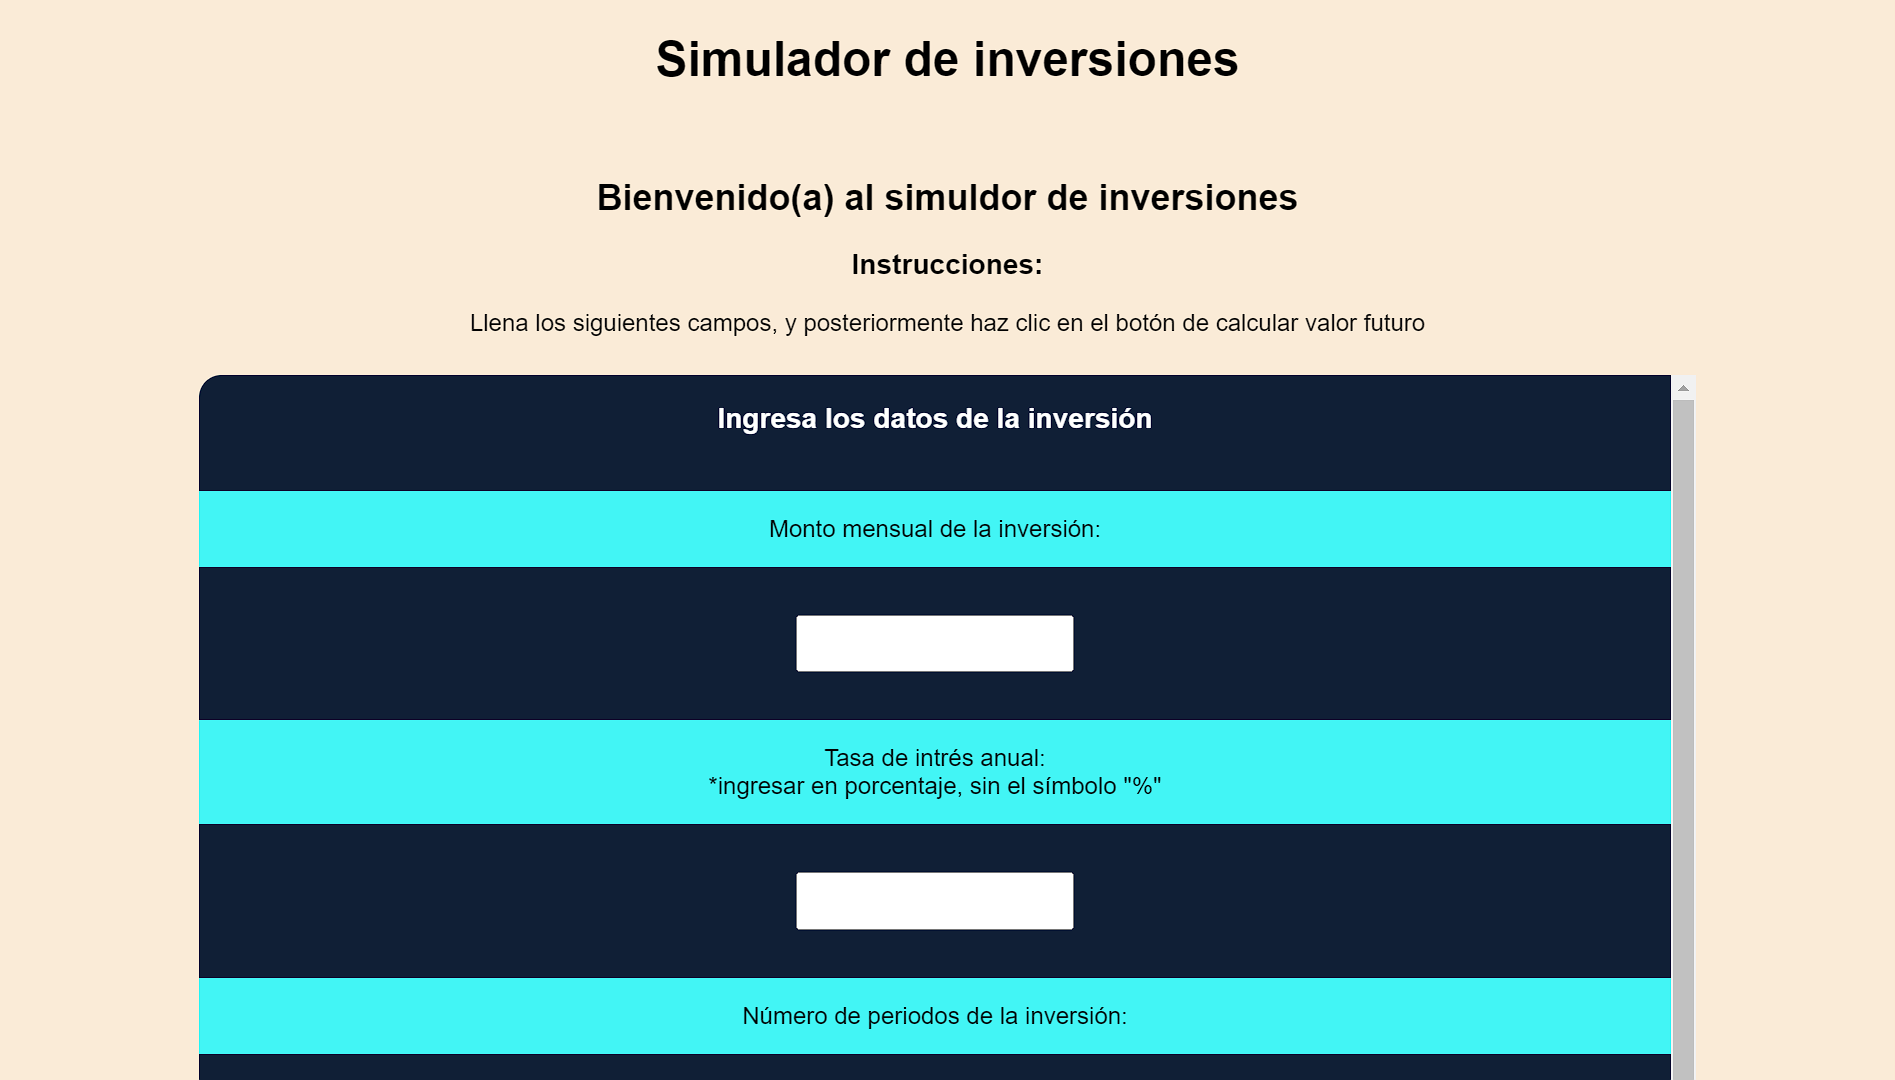 Simulador de inversiones
Bienvenido(a) al simuldor de inversiones
Instrucciones:
Llena los siguientes campos, y posteriormente haz clic en el botón de calcular valor futuro
Ingresa los datos de la inversión
Monto mensual de la inversión:
Tasa de intrés anual:
*ingresar en porcentaje, sin el símbolo "%"
Número de periodos de la inversión: